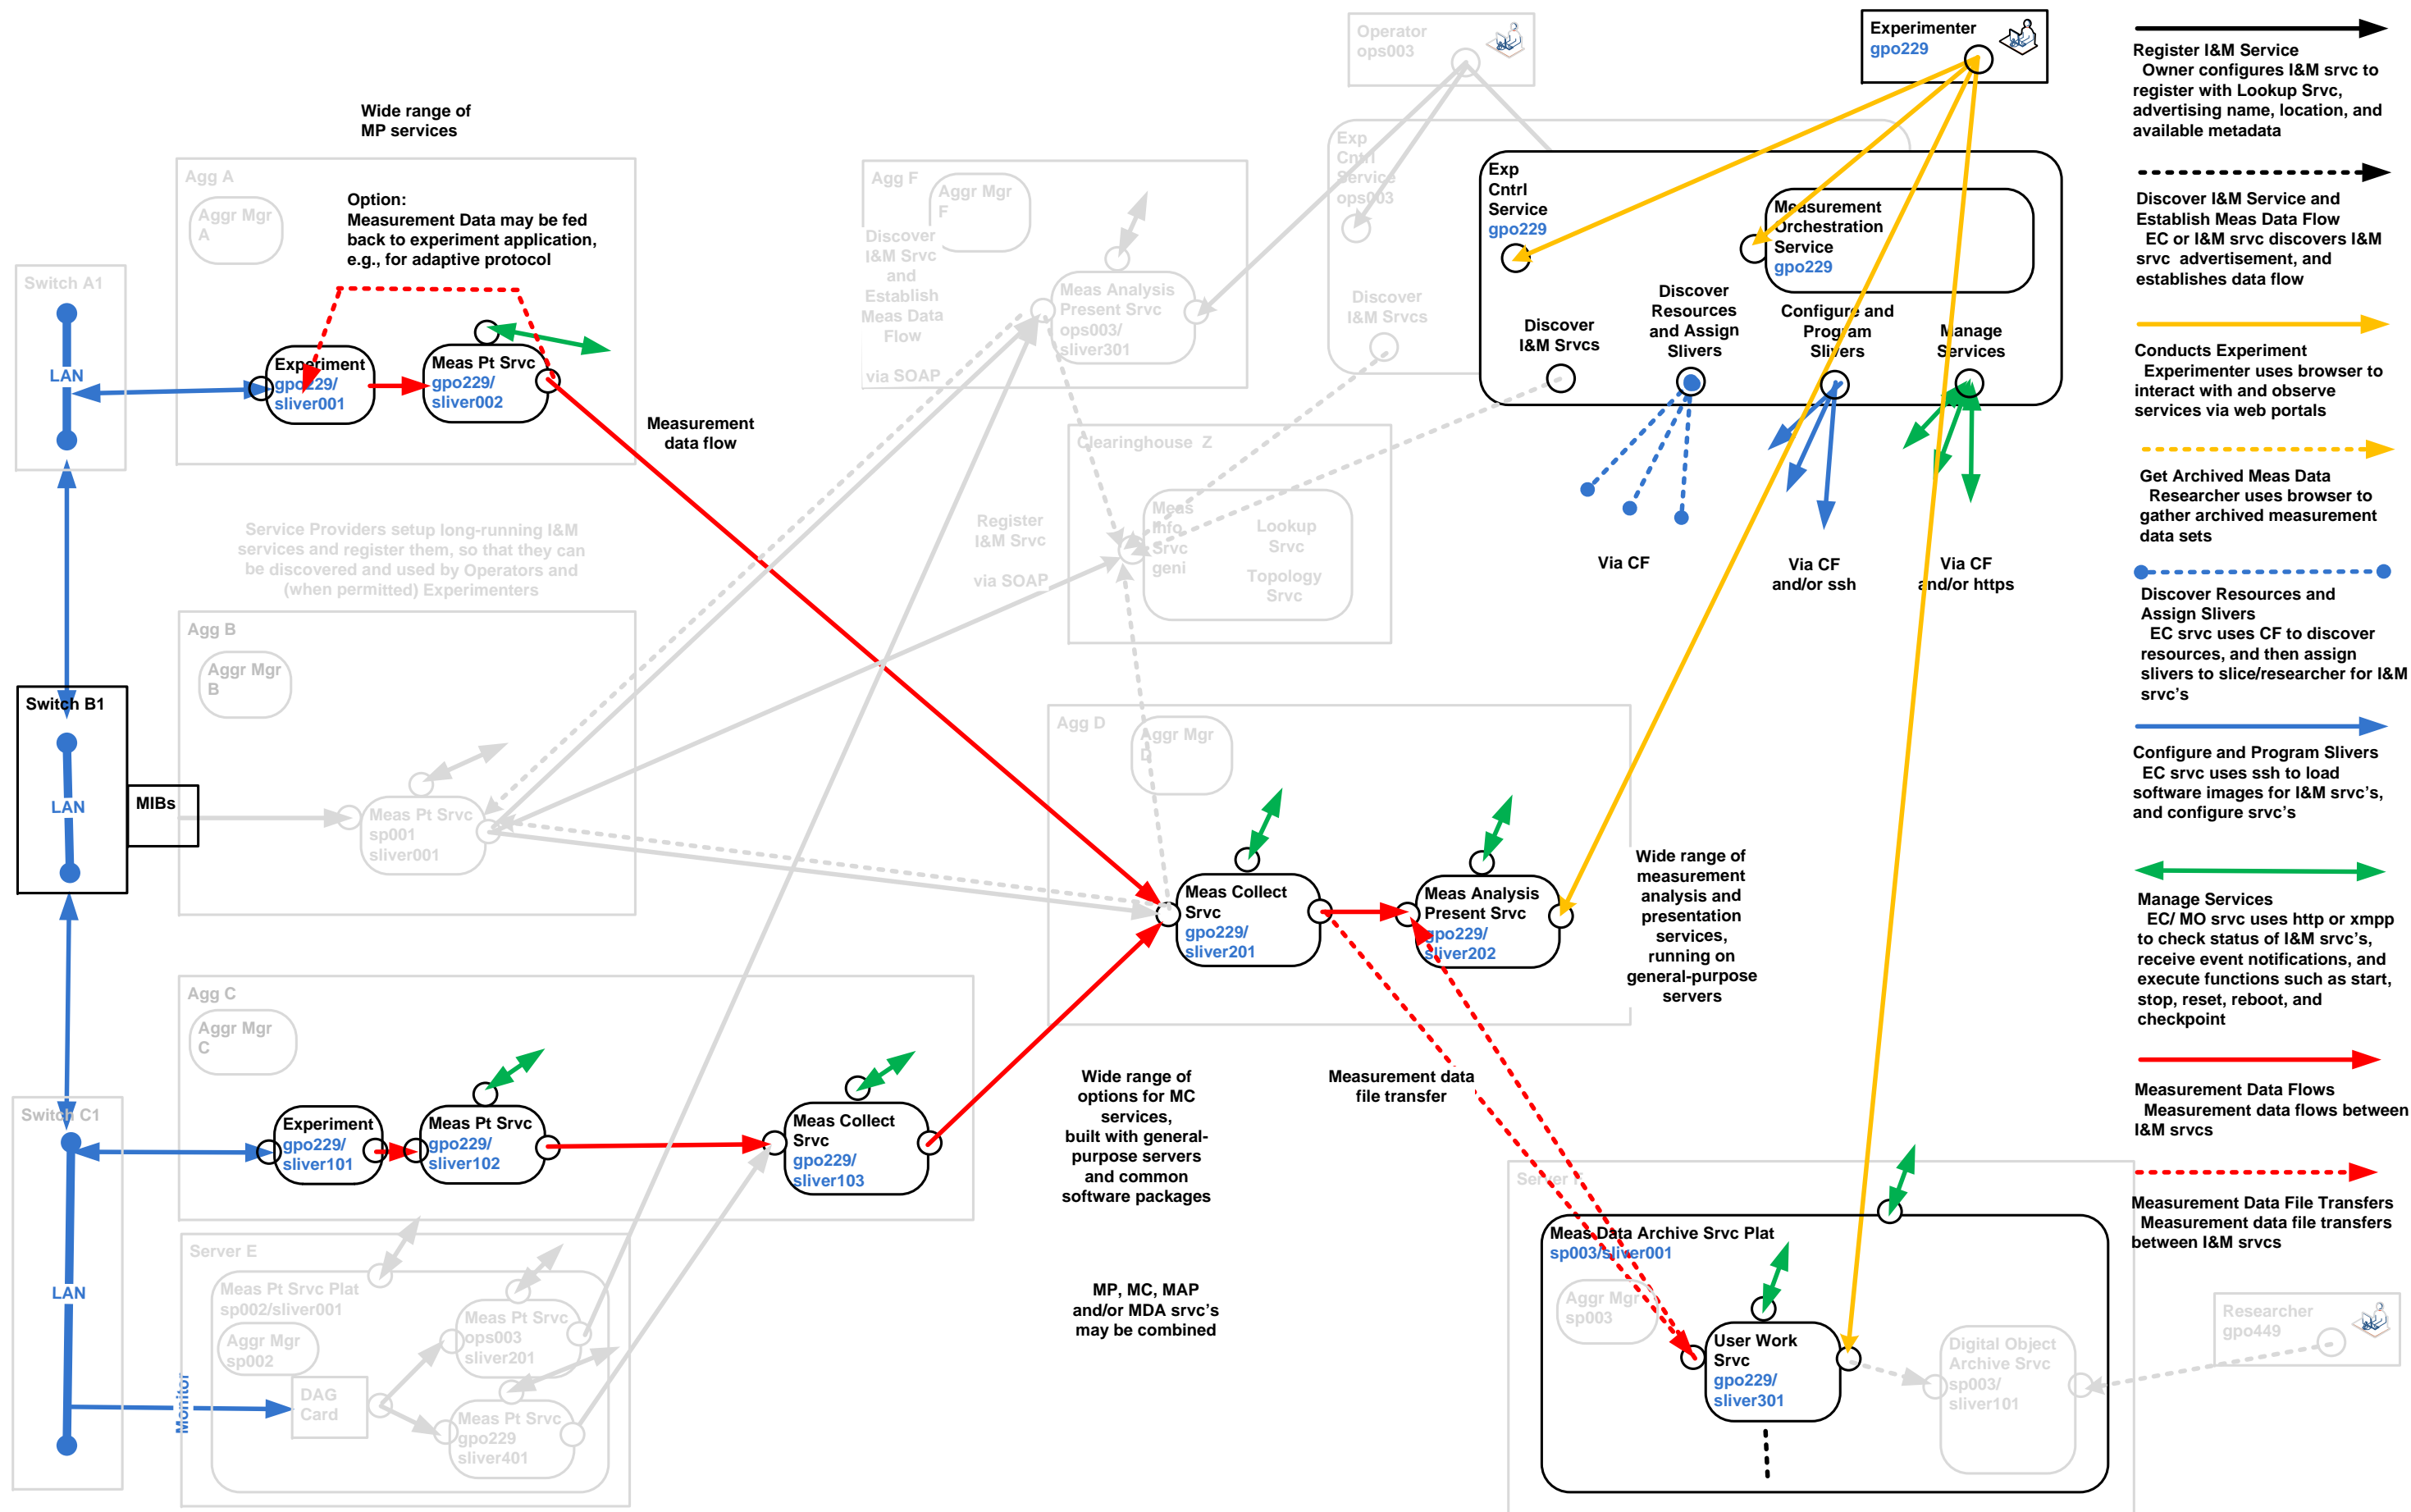 Operator
ops003
Experimenter
gpo229
Wide range of
MP services
Agg A
Aggr Mgr
A
Option:
Measurement Data may be fed
back to experiment application,
e.g., for adaptive protocol
Switch A1
LAN
Experiment
gpo229/
sliver001
Meas Pt Srvc
gpo229/
sliver002
Measurement
data flow
Agg F
Aggr Mgr
F
Discover
I&M Srvc
and
Establish
Meas Data
Flow
via SOAP
Meas Analysis
Present Srvc
ops003/
sliver301
Exp
Cntrl
Service
ops003
Discover
I&M Srvcs
Exp
Cntrl
Service
gpo229
Measurement
Orchestration
Service
gpo229
Discover
I&M Srvcs
Discover
Resources
and Assign
Slivers
Configure and
Program
Slivers
Manage
Services
Via CF
Via CF
and/or ssh
Via CF
and/or https
Clearinghouse Z
Meas
Info
Srvc
geni
Lookup
Srvc
Topology
Srvc
Register
I&M Srvc
via SOAP
Service Providers setup long-running I&M
services and register them, so that they can
be discovered and used by Operators and
(when permitted) Experimenters
Agg B
Aggr Mgr
B
Switch B1
LAN
MIBs
Meas Pt Srvc
sp001
sliver001
Agg D
Aggr Mgr
D
Meas Collect
Srvc
gpo229/
sliver201
Meas Analysis
Present Srvc
gpo229/
sliver202
Wide range of
measurement
analysis and
presentation
services,
running on
general-purpose
servers
Agg C
Aggr Mgr
C
Switch C1
LAN
Experiment
gpo229/
sliver101
Meas Pt Srvc
gpo229/
sliver102
Meas Collect
Srvc
gpo229/
sliver103
Wide range of
options for MC
services,
built with general-
purpose servers
and common
software packages
Measurement data
file transfer
MP, MC, MAP
and/or MDA srvc's
may be combined
Server E
Meas Pt Srvc Plat
sp002/sliver001
Aggr Mgr
sp002
DAG
Card
Monitor
Meas Pt Srvc
ops003
sliver201
Meas Pt Srvc
gpo229
sliver401
Server
Meas Data Archive Srvc Plat
sp003/sliver001
Aggr Mgr
sp003
User Work
Srvc
gpo229/
sliver301
Digital Object
Archive Srvc
sp003/
sliver101
Researcher
gpo449
Register I&M Service
Owner configures I&M srvc to
register with Lookup Srvc,
advertising name, location, and
available metadata
Discover I&M Service and
Establish Meas Data Flow
EC or I&M srvc discovers I&M
srvc advertisement, and
establishes data flow
Conducts Experiment
Experimenter uses browser to
interact with and observe
services via web portals
Get Archived Meas Data
Researcher uses browser to
gather archived measurement
data sets
Discover Resources and
Assign Slivers
EC srvc uses CF to discover
resources, and then assign
slivers to slice/researcher for I&M
srvc's
Configure and Program Slivers
EC srvc uses ssh to load
software images for I&M srvc's,
and configure srvc's
Manage Services
EC/ MO srvc uses http or xmpp
to check status of I&M srvc's,
receive event notifications, and
execute functions such as start,
stop, reset, reboot, and
checkpoint
Measurement Data Flows
Measurement data flows between
I&M srvcs
Measurement Data File Transfers
Measurement data file transfers
between I&M srvcs